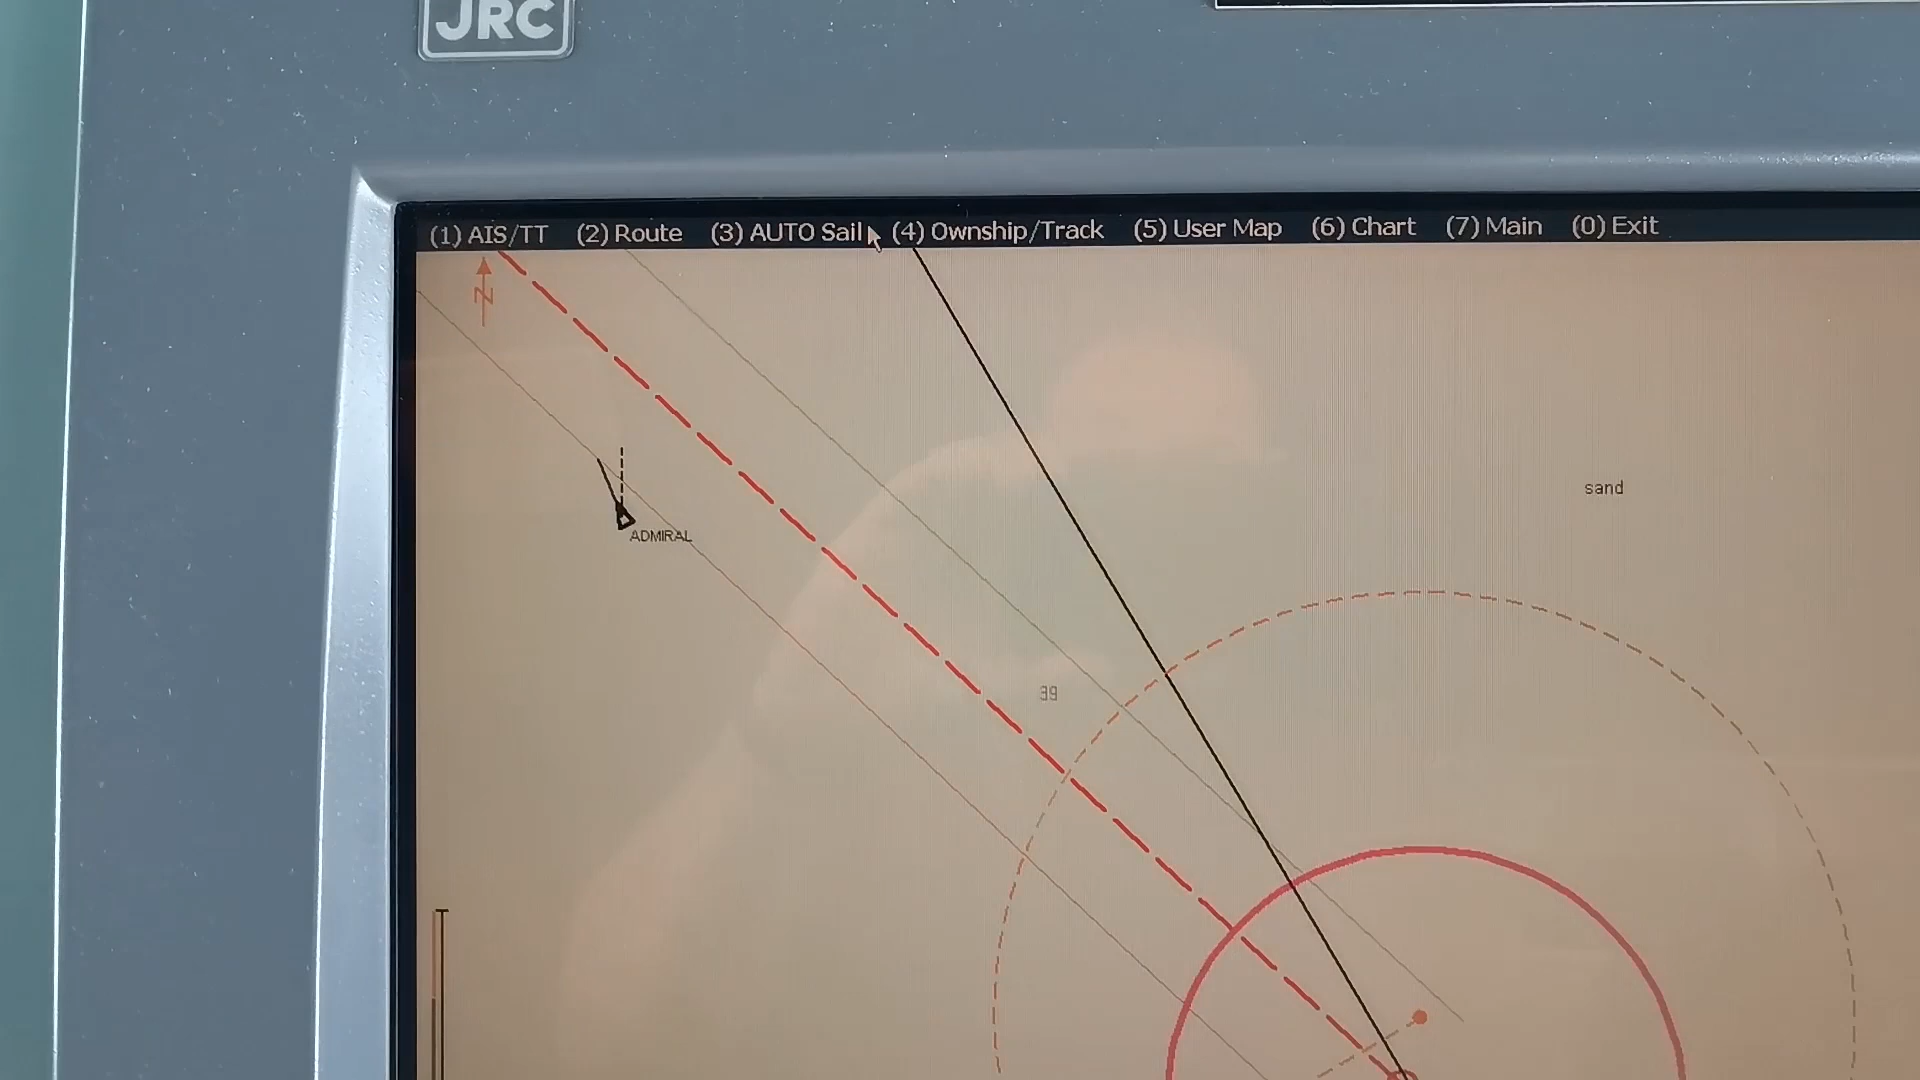 JRC
(1) AIS/TT (2) Route (3) AUTO Sail (4) Ownship/Track (5) User Map (6) Chart (7) Main (0) Exit
N
sand
ADMIRAL
39